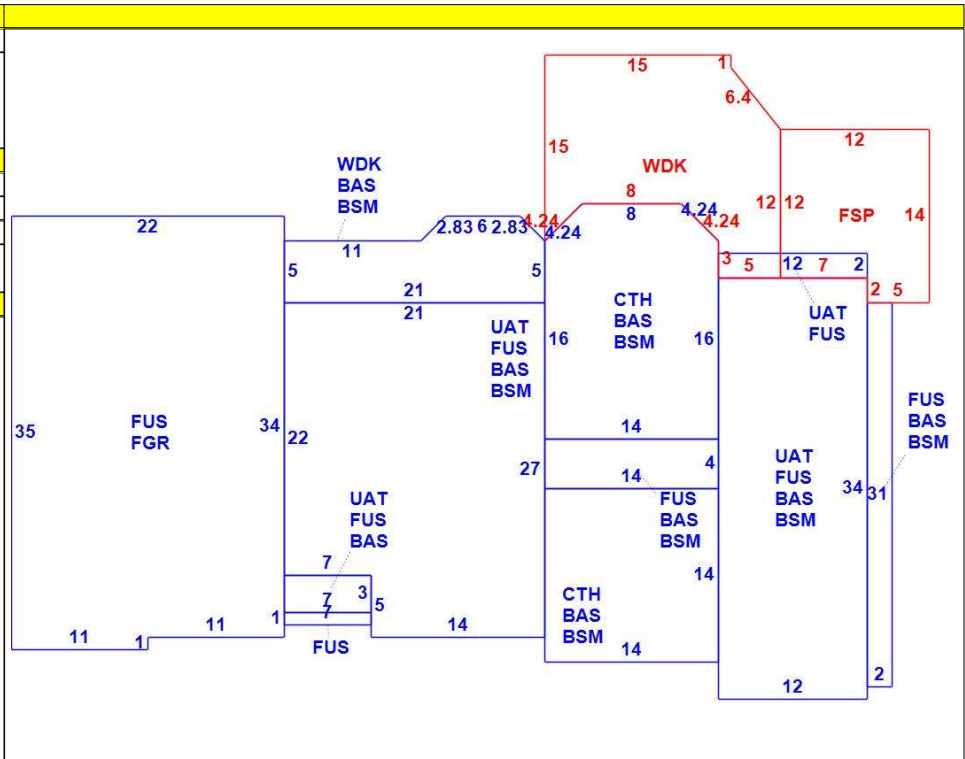 15
1
6.4
12
15
WDK
WDK
BAS
BSM
8
8
4.24
4.24
4.24
4.24
12
12
FSP
14
22
2.83
6
2.83
11
5
5
3
5
12
7
2
2
5
21
21
CTH
BAS
BSM
UAT
FUS
UAT
FUS
BAS
BSM
16
16
FUS
BAS
BSM
35
FUS
FGR
34
22
14
4
27
14
UAT
FUS
BAS
BSM
34
31
UAT
FUS
BAS
FUS
BAS
BSM
7
3
7
7
5
14
CTH
BAS
BSM
1
11
11
1
FUS
14
14
2
12